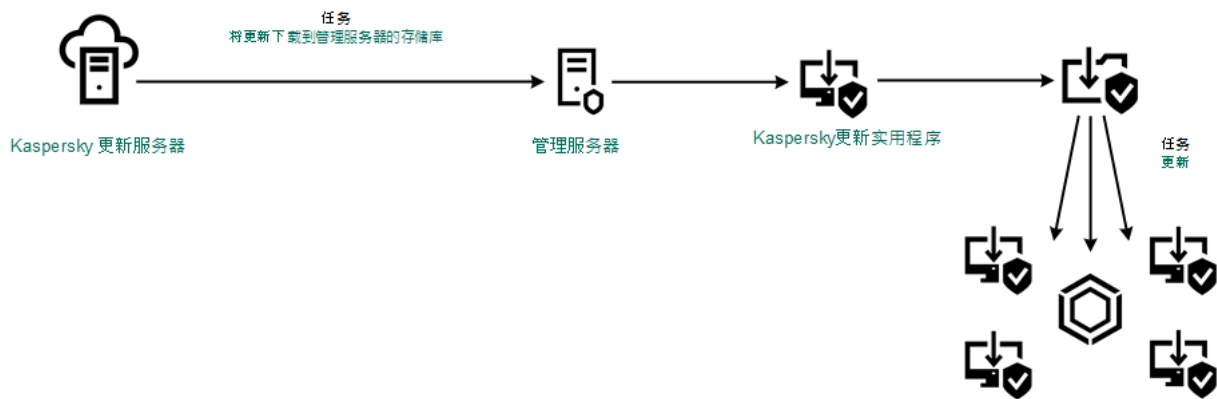 任务
将更新下载到管理服务器的存储库
Kaspersky 更新服务器
管理服务器
Kaspersky更新实用程序
任务
更新